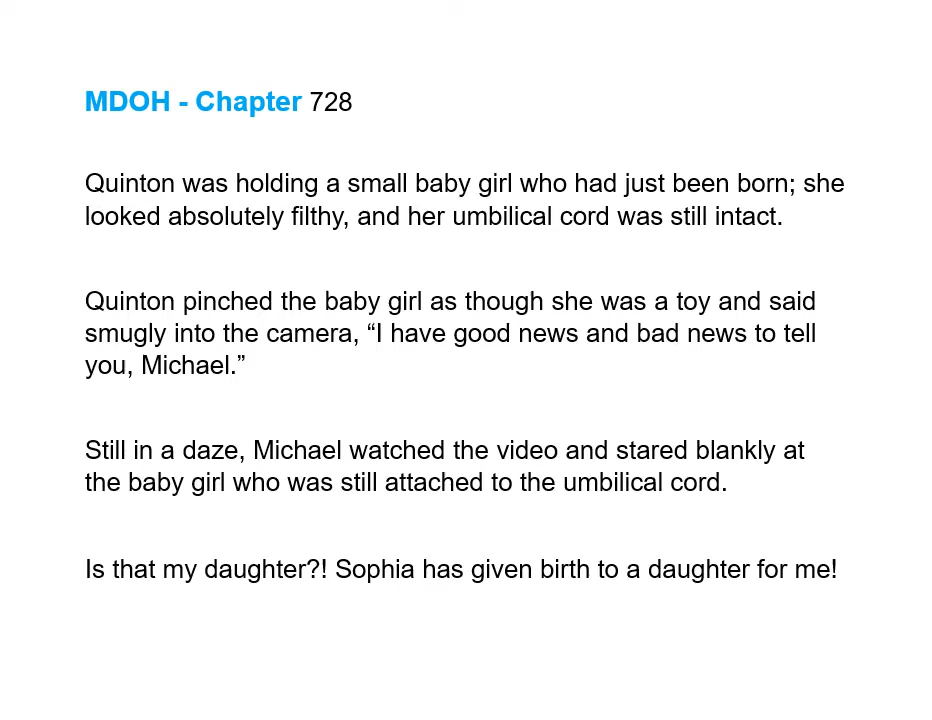 MDOH - Chapter 728
Quinton was holding a small baby girl who had just been born; she
looked absolutely filthy, and her umbilical cord was still intact.
Quinton pinched the baby girl as though she was a toy and said
smugly into the camera, “I have good news and bad news to tell
you, Michael.”
Still in a daze, Michael watched the video and stared blankly at
the baby girl who was still attached to the umbilical cord.
Is that my daughter?! Sophia has given birth to a daughter for me!